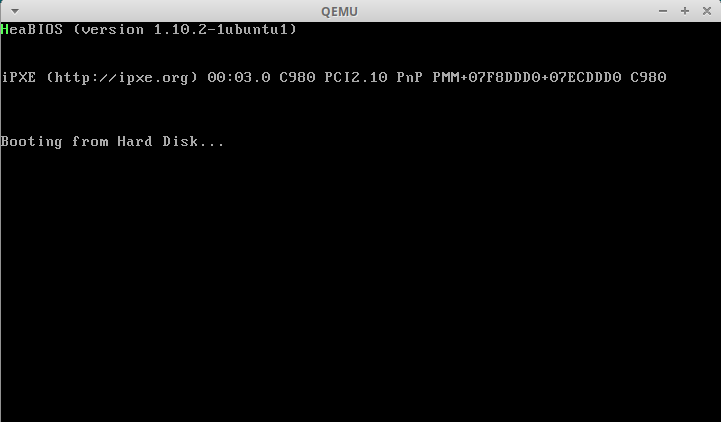 QEMU
HeaBIOS (version 1.10.2-1ubuntu1)
iPXE (http://ipxe.org) 00:03.0 C980 PCI2.10 PnP PMM+07F8DDD0+07ECDDD0 C980
Booting from Hard Disk...